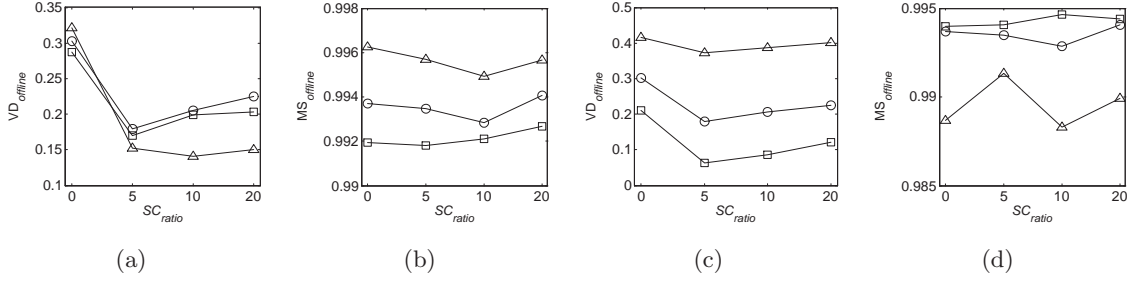 0.35
0.3
0.25
0.2
0.15
0.1
VD_offline
0 5 10 20
SC_ratio
(a)
0.998
0.996
0.994
0.992
0.99
MS_offline
0 5 10 20
SC_ratio
(b)
0.5
0.4
0.3
0.2
0.1
0
VD_offline
0 5 10 20
SC_ratio
(c)
0.995
0.99
0.985
MS_offline
0 5 10 20
SC_ratio
(d)